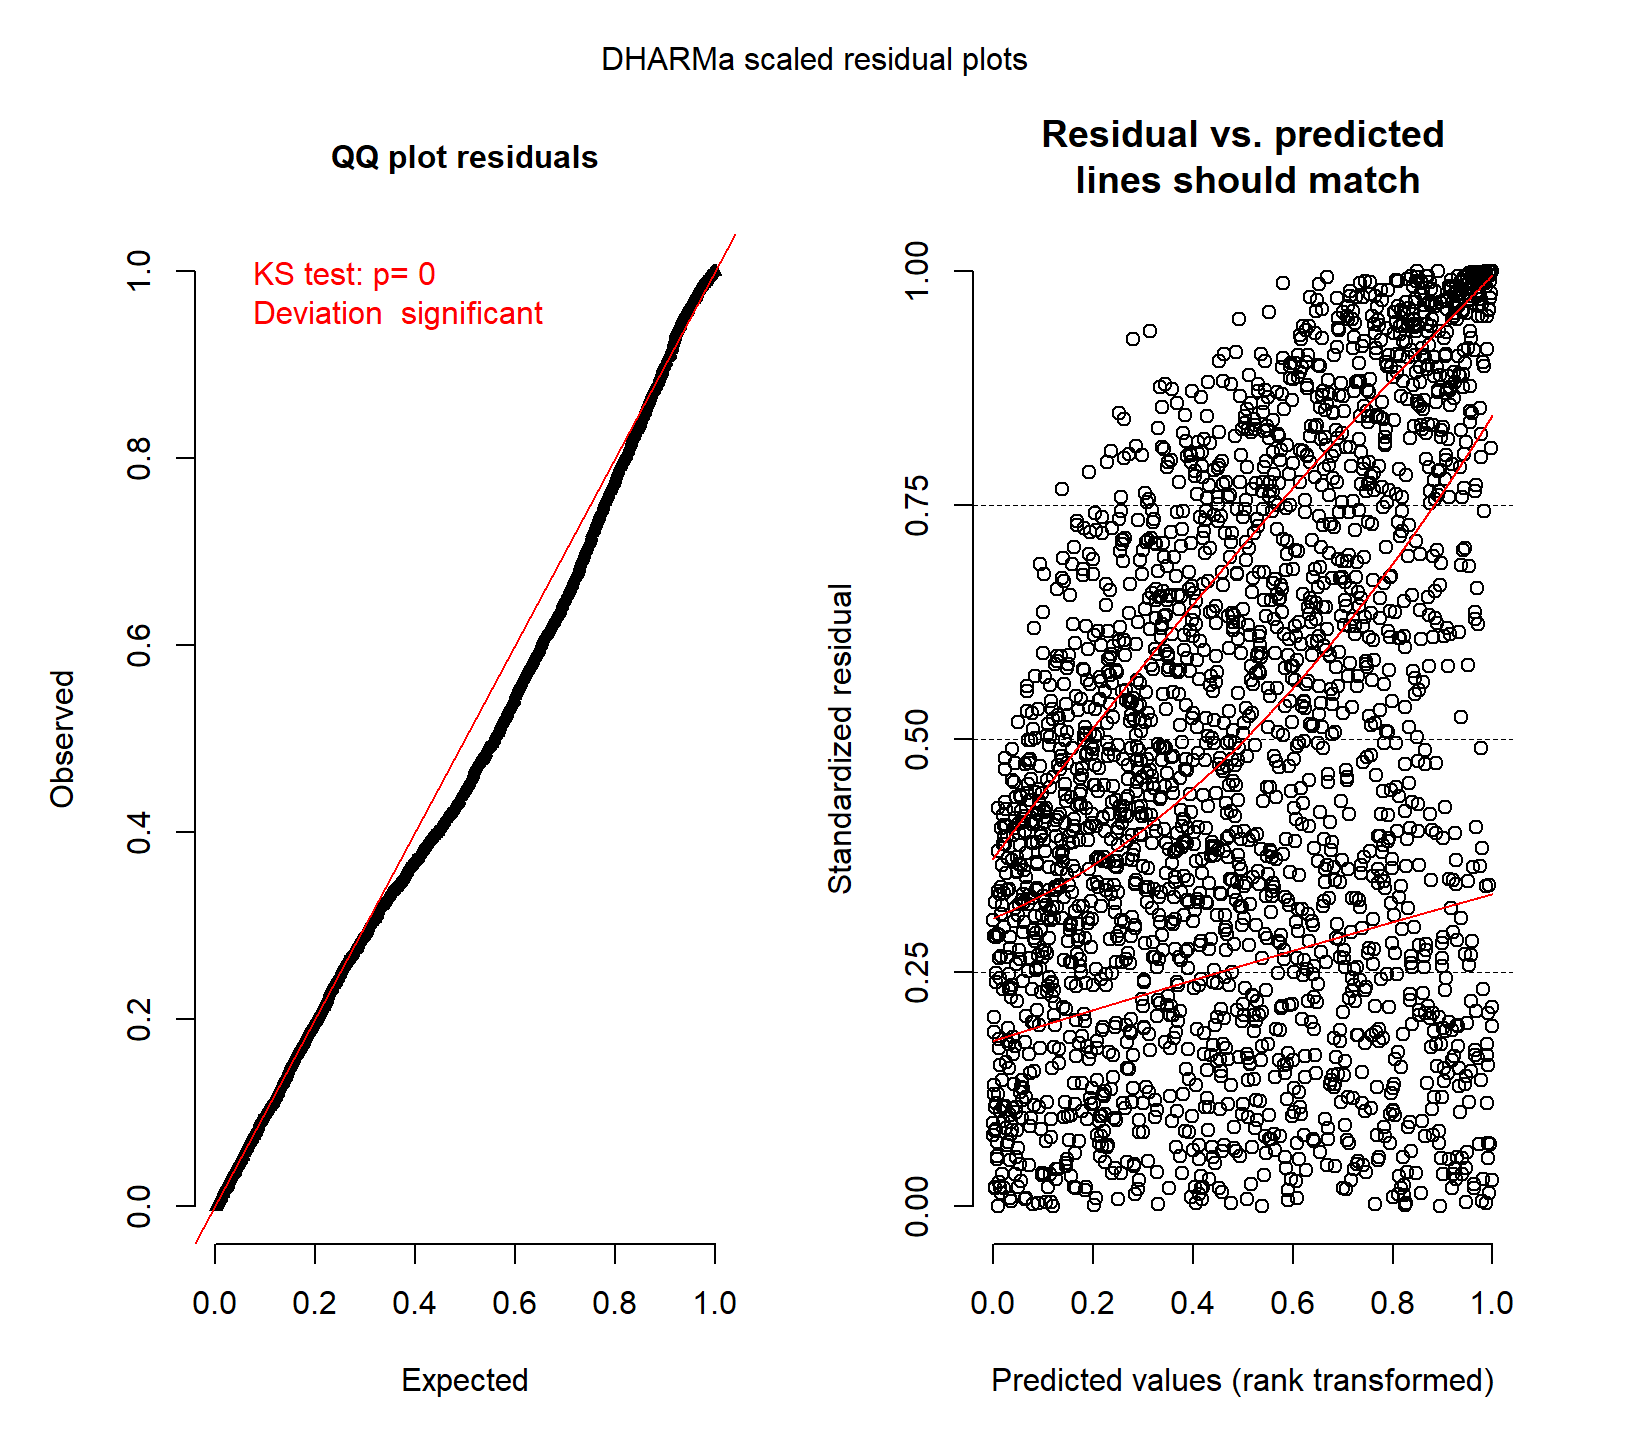 DHARMa scaled residual plots
QQ plot residuals
KS test: p= 0
Deviation  significant
Observed
0.0 0.2 0.4 0.6 0.8 1.0
0.0 0.2 0.4 0.6 0.8 1.0
Expected
Residual vs. predicted
lines should match
Standardized residual
0.00 0.25 0.50 0.75 1.00
0.0 0.2 0.4 0.6 0.8 1.0
Predicted values (rank transformed)